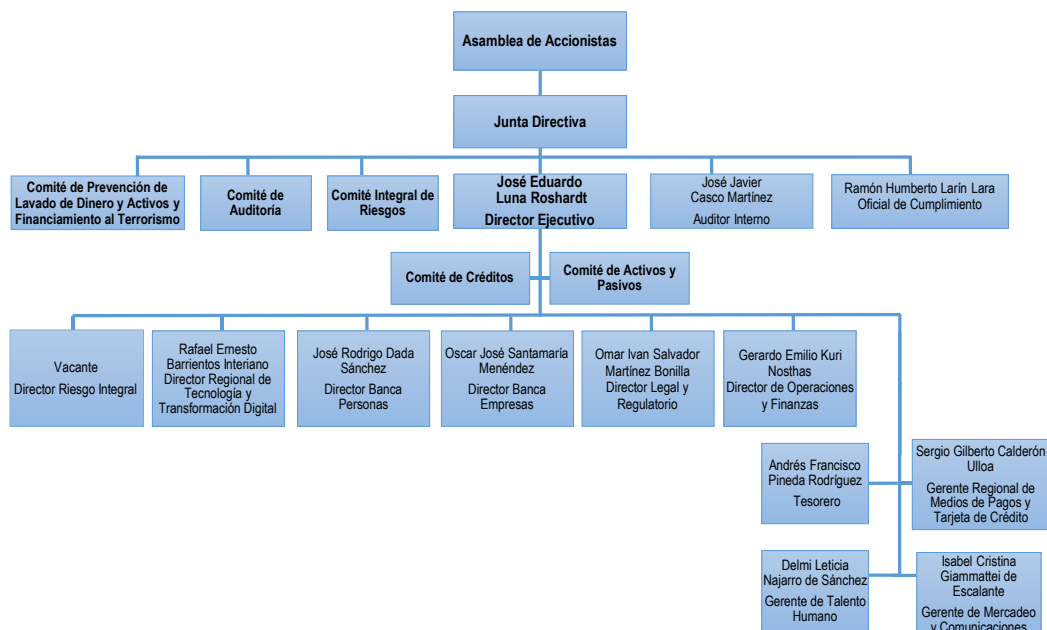 Asamblea de Accionistas
Junta Directiva
Comité de Prevención de
Lavado de Dinero y Activos y
Financiamiento al Terrorismo
Comité de
Auditoría
Comité Integral de
Riesgos
José Eduardo
Luna Roshardt
Director Ejecutivo
José Javier
Casco Martínez
Auditor Interno
Ramón Humberto Larín Lara
Oficial de Cumplimiento
Comité de Créditos
Comité de Activos y
Pasivos
Vacante
Director Riesgo Integral
Rafael Ernesto
Barrientos Interiano
Director Regional de
Tecnología y
Transformación Digital
José Rodrigo Dada
Sánchez
Director Banca
Personas
Oscar José Santamaría
Menéndez
Director Banca
Empresas
Omar Ivan Salvador
Martínez Bonilla
Director Legal y
Regulatorio
Gerardo Emilio Kuri
Nosthas
Director de Operaciones
y Finanzas
Andrés Francisco
Pineda Rodríguez
Tesorero
Sergio Gilberto Calderón
Ulloa
Gerente Regional de
Medios de Pagos y
Tarjeta de Crédito
Delmi Leticia
Najarro de Sánchez
Gerente de Talento
Humano
Isabel Cristina
Giammattei de
Escalante
Gerente de Mercadeo
y Comunicaciones